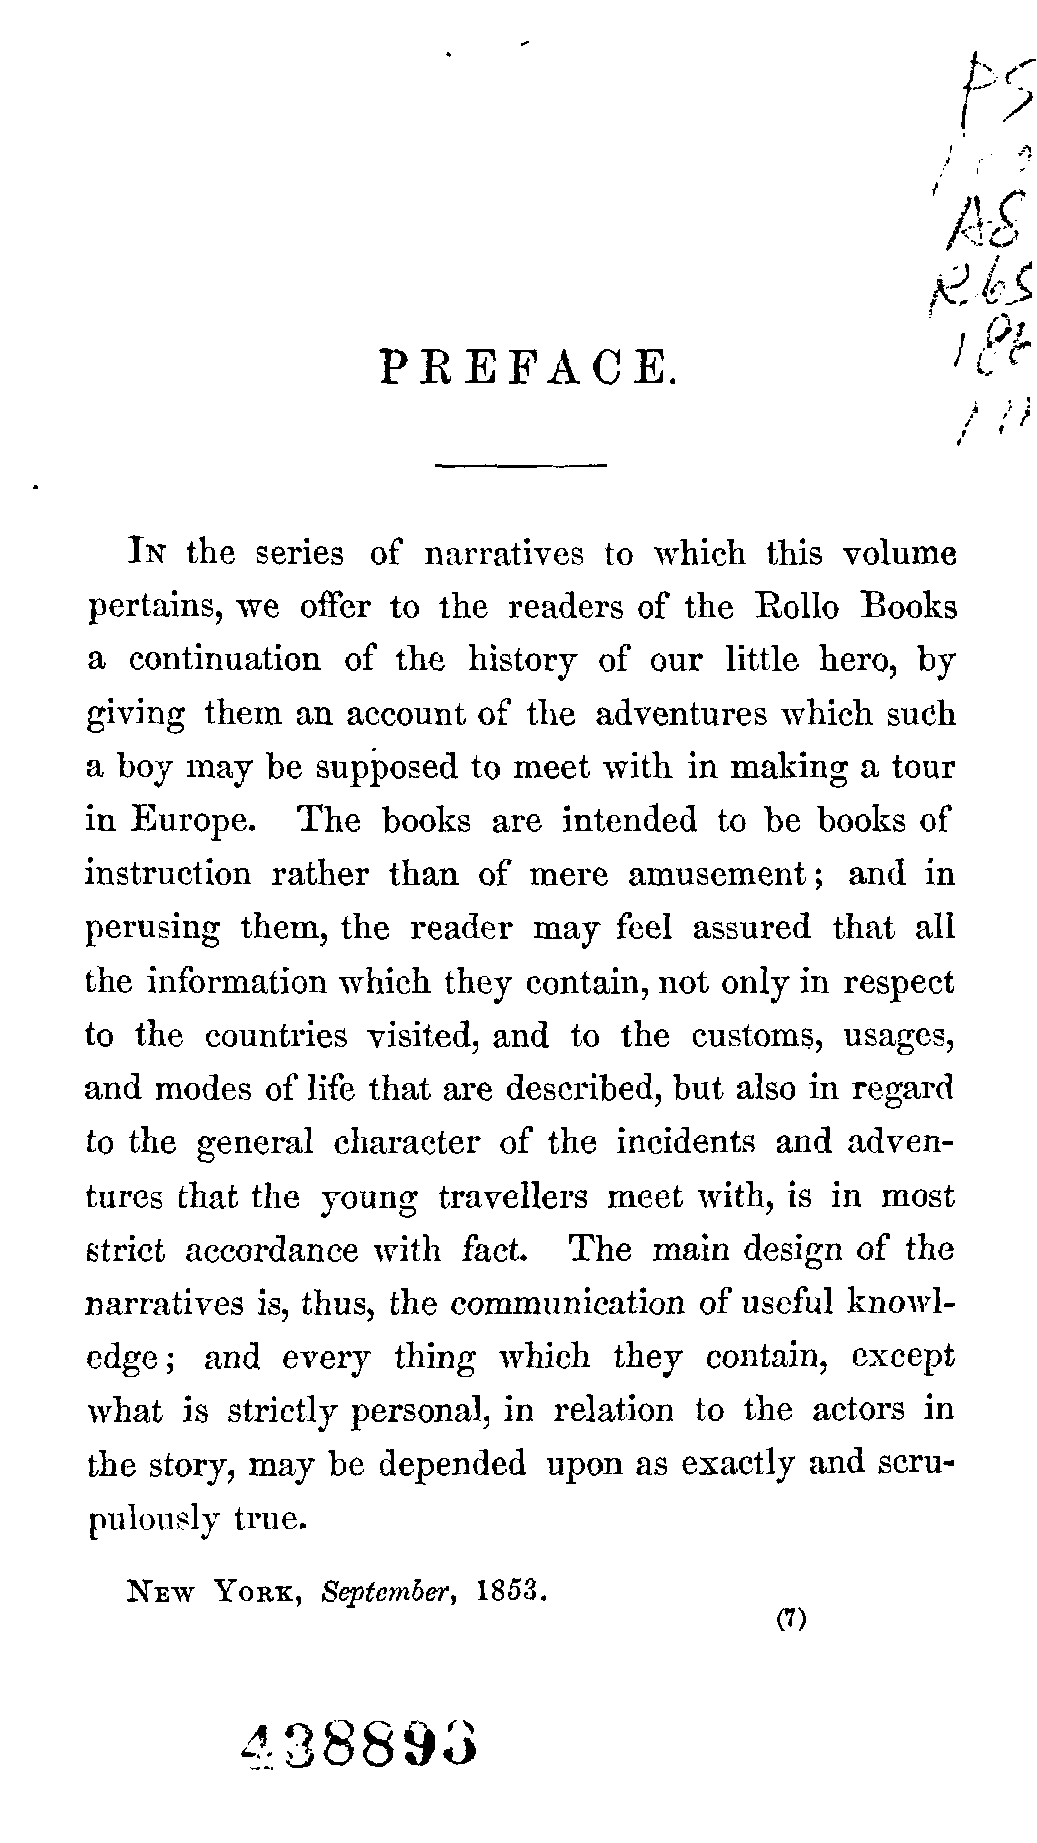 PS
A8
R65
PREFACE.
IN the series of narratives to which this volume
pertains, we offer to the readers of the Rollo Books
a continuation of the history of our little hero, by
giving them an account of the adventures which such
a boy may be supposed to meet with in making a tour
in Europe. The books are intended to be books of
instruction rather than of mere amusement; and in
perusing them, the reader may feel assured that all
the information which they contain, not only in respect
to the countries visited, and to the customs, usages,
and modes of life that are described, but also in regard
to the general character of the incidents and adven-
tures that the young travellers meet with, is in most
strict accordance with fact. The main design of the
narratives is, thus, the communication of useful knowl-
edge; and every thing which they contain, except
what is strictly personal, in relation to the actors in
the story, may be depended upon as exactly and scru-
pulously true.
NEW YORK, September, 1853.
(7)
438893